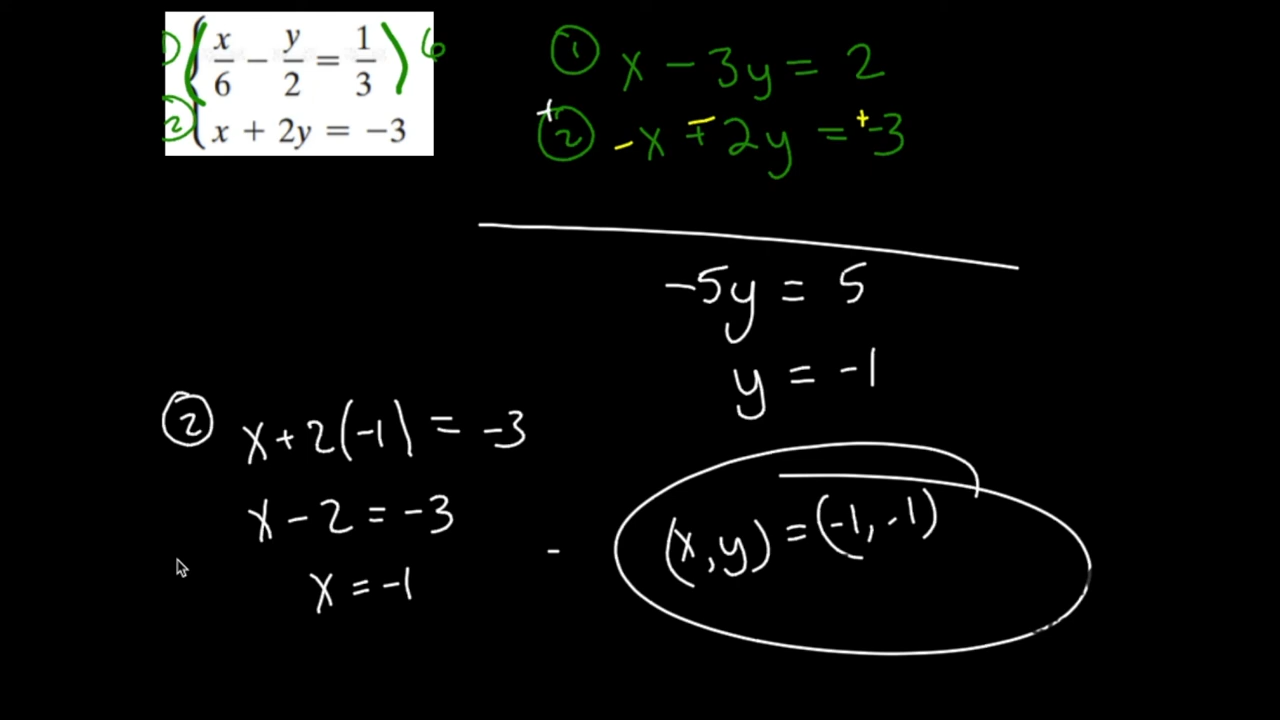 ① ( x/6 − y/2 = 1/3 ) 6
② x + 2y = −3
① x − 3y = 2
+ ② −x − 2y = +3
−5y = 5
y = −1
② x + 2(−1) = −3
x − 2 = −3
x = −1
(x, y) = (−1, −1)